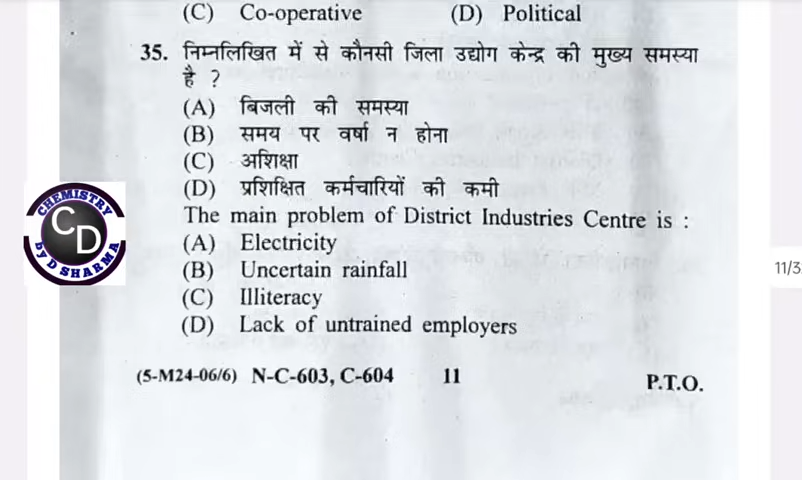 (C) Co-operative (D) Political
35. निम्नलिखित में से कौनसी जिला उद्योग केन्द्र की मुख्य समस्या
है ?
(A) बिजली की समस्या
(B) समय पर वर्षा न होना
(C) अशिक्षा
(D) प्रशिक्षित कर्मचारियों की कमी
The main problem of District Industries Centre is :
(A) Electricity
(B) Uncertain rainfall
(C) Illiteracy
(D) Lack of untrained employers
(5-M24-06/6) N-C-603, C-604 11 P.T.O.
CHEMISTRY
CD
BY D SHARMA
11/3